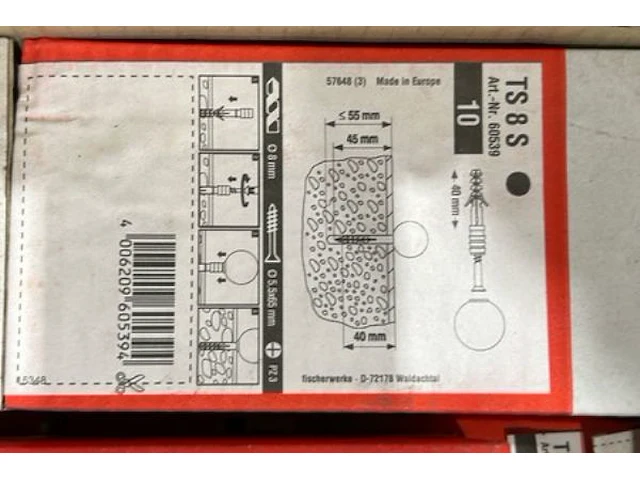 TS 8 S
Art.-Nr. 60539
10
40 mm
57648 (3) Made in Europe
≤ 55 mm
45 mm
40 mm
fischerwerke - D-72178 Waldachtal
Ø 8 mm
Ø 5,5x65 mm
PZ 3
4 006209 605394
T